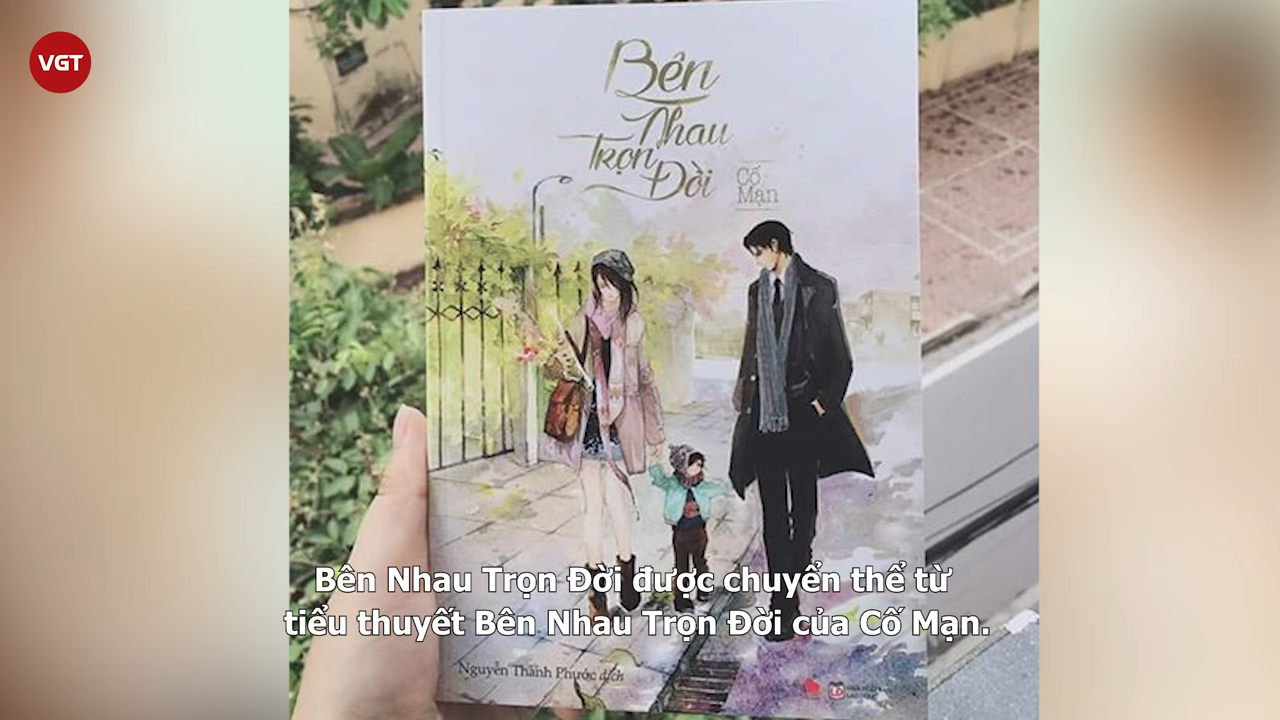 VGT
Bên
Nhau
Trọn
Đời
Cố
Mạn
Bên Nhau Trọn Đời được chuyển thể từ
tiểu thuyết Bên Nhau Trọn Đời của Cố Mạn.
Nguyễn Thành Phước dịch